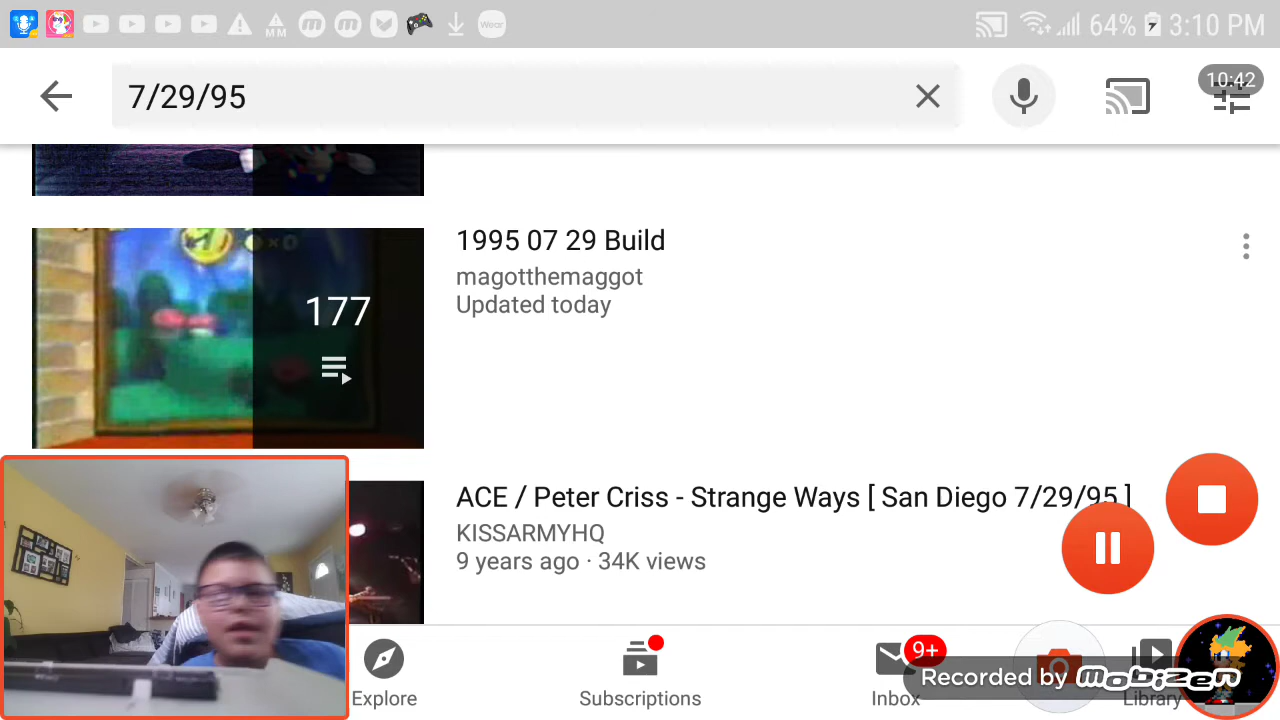 MM
Wear
64%
3:10 PM
7/29/95
10:42
1995 07 29 Build
magotthemaggot
Updated today
177
ACE / Peter Criss - Strange Ways [ San Diego 7/29/95 ]
KISSARMYHQ
9 years ago · 34K views
9+
Explore
Subscriptions
Inbox
Library
Recorded by mobizen